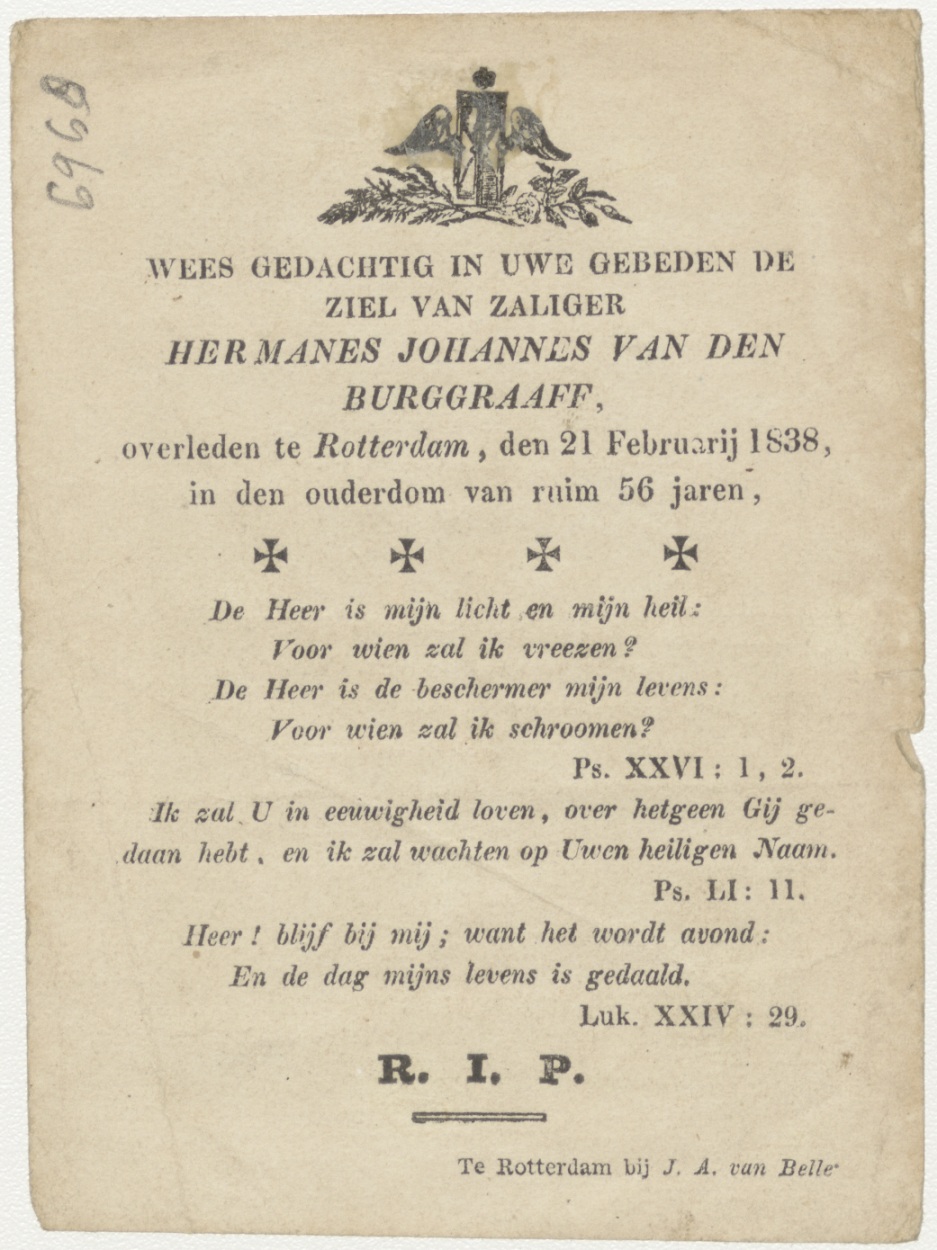 6968
WEES GEDACHTIG IN UWE GEBEDEN DE
ZIEL VAN ZALIGER
HERMANES JOHANNES VAN DEN
BURGGRAAFF,
overleden te Rotterdam, den 21 Februarij 1838,
in den ouderdom van ruim 56 jaren,
De Heer is mijn licht en mijn heil:
Voor wien zal ik vreezen?
De Heer is de beschermer mijn levens:
Voor wien zal ik schroomen?
Ps. XXVI: 1, 2.
Ik zal U in eeuwigheid loven, over hetgeen Gij ge-
daan hebt, en ik zal wachten op Uwen heiligen Naam.
Ps. LI: 11.
Heer! blijf bij mij; want het wordt avond:
En de dag mijns levens is gedaald.
Luk. XXIV: 29.
R. I. P.
Te Rotterdam bij J. A. van Belle